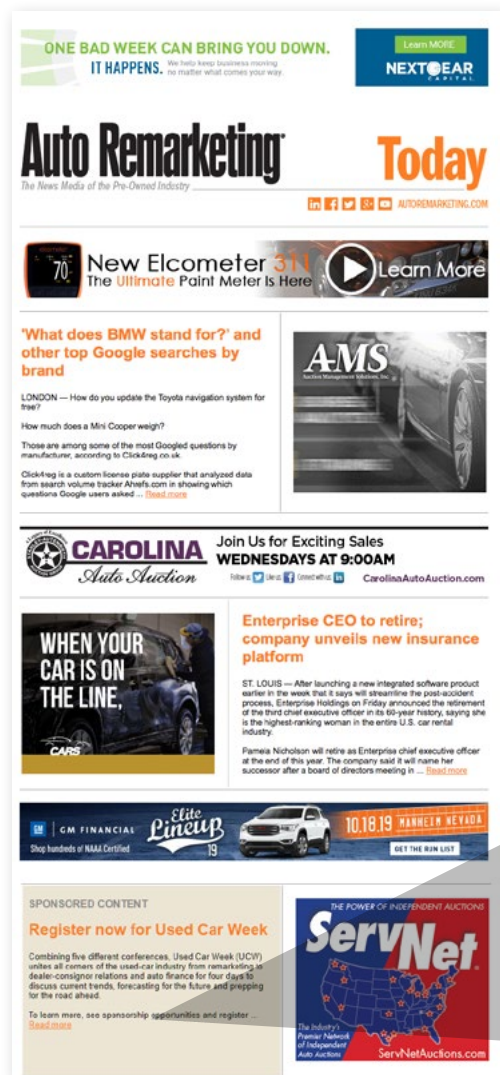 ONE BAD WEEK CAN BRING YOU DOWN.
IT HAPPENS. We help keep business moving
no matter what comes your way.
Learn MORE
NEXTGEAR
CAPITAL
Auto Remarketing
Today
The News Media of the Pre-Owned Industry
AUTOREMARKETING.COM
elcometer
70
New Elcometer 311
The Ultimate Paint Meter Is Here
Learn More
'What does BMW stand for?' and
other top Google searches by
brand
LONDON — How do you update the Toyota navigation system for
free?
How much does a Mini Cooper weigh?
Those are among some of the most Googled questions by
manufacturer, according to Click4reg.co.uk.
Click4reg is a custom license plate supplier that analyzed data
from search volume tracker Ahrefs.com in showing which
questions Google users asked ... Read more
AMS
Auction Management Solutions, Inc.
CAROLINA
Auto Auction
Join Us for Exciting Sales
WEDNESDAYS AT 9:00AM
Follow us Like us Connect with us
CarolinaAutoAuction.com
WHEN YOUR
CAR IS ON
THE LINE,
CARS
Enterprise CEO to retire;
company unveils new insurance
platform
ST. LOUIS — After launching a new integrated software product
earlier in the week that it says will streamline the post-accident
process, Enterprise Holdings on Friday announced the retirement
of the third chief executive officer in its 60-year history, saying she
is the highest-ranking woman in the entire U.S. car rental
industry.
Pamela Nicholson will retire as Enterprise chief executive officer
at the end of this year. The company said it will name her
successor after a board of directors meeting in ... Read more
GM GM FINANCIAL
Shop hundreds of NAAA Certified
Elite
Lineup
19
10.18.19 MANHEIM NEVADA
GET THE RUN LIST
SPONSORED CONTENT
Register now for Used Car Week
Combining five different conferences, Used Car Week (UCW)
unites all corners of the used-car industry from remarketing to
dealer-consignor relations and auto finance for four days to
discuss current trends, forecasting for the future and prepping
for the road ahead.
To learn more, see sponsorship opportunities and register ...
Read more
THE POWER OF INDEPENDENT AUCTIONS
ServNet
The Industry's
Premier Network
of Independent
Auto Auctions
ServNetAuctions.com